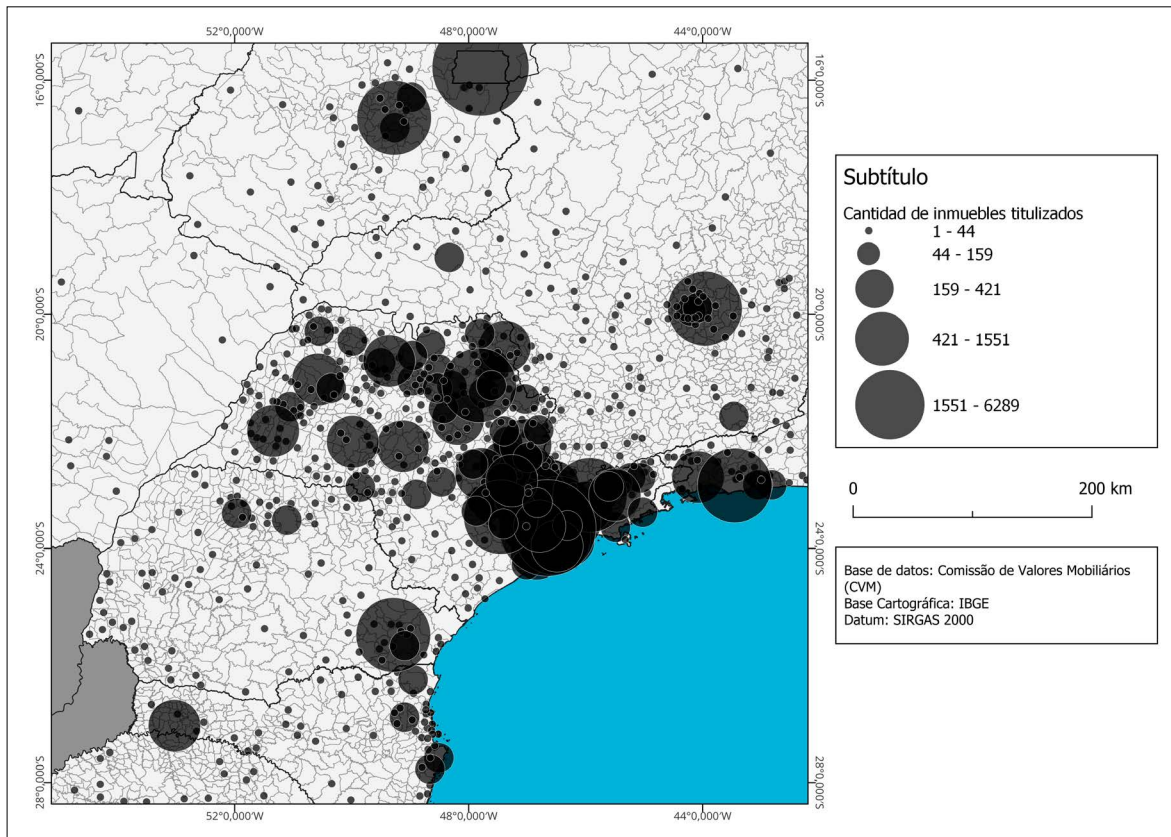 52°0,000'W 48°0,000'W 44°0,000'W
16°0,000'S 16°0,000'S
20°0,000'S 20°0,000'S
24°0,000'S 24°0,000'S
28°0,000'S 28°0,000'S
52°0,000'W 48°0,000'W 44°0,000'W
Subtítulo
Cantidad de inmuebles titulizados
1 - 44
44 - 159
159 - 421
421 - 1551
1551 - 6289
0 200 km
Base de datos: Comissão de Valores Mobiliários
(CVM)
Base Cartográfica: IBGE
Datum: SIRGAS 2000